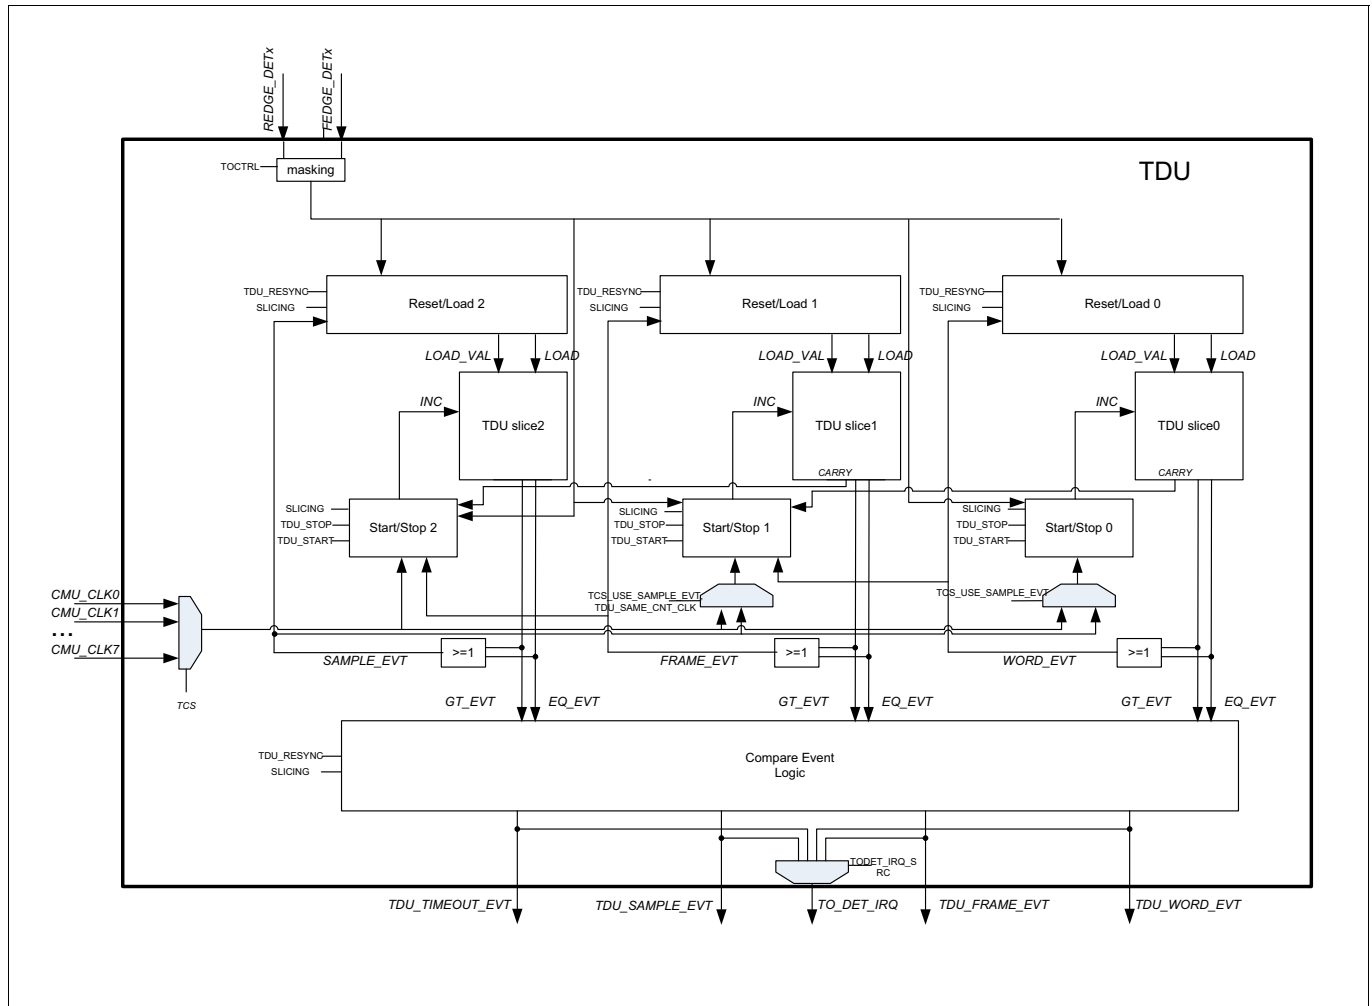 REDGE_DETx
FEDGE_DETx
TOCTRL
masking
TDU
TDU_RESYNC
SLICING
Reset/Load 2
TDU_RESYNC
SLICING
Reset/Load 1
TDU_RESYNC
SLICING
Reset/Load 0
LOAD_VAL
LOAD
LOAD_VAL
LOAD
LOAD_VAL
LOAD
INC
TDU slice2
INC
TDU slice1
CARRY
INC
TDU slice0
CARRY
SLICING
TDU_STOP
TDU_START
Start/Stop 2
SLICING
TDU_STOP
TDU_START
Start/Stop 1
SLICING
TDU_STOP
TDU_START
Start/Stop 0
CMU_CLK0
CMU_CLK1
...
CMU_CLK7
TCS
TCS_USE_SAMPLE_EVT
TDU_SAME_CNT_CLK
TCS_USE_SAMPLE_EVT
SAMPLE_EVT
>=1
FRAME_EVT
>=1
WORD_EVT
>=1
GT_EVT
EQ_EVT
GT_EVT
EQ_EVT
GT_EVT
EQ_EVT
TDU_RESYNC
SLICING
Compare Event
Logic
TODET_IRQ_S
RC
TDU_TIMEOUT_EVT
TDU_SAMPLE_EVT
TO_DET_IRQ
TDU_FRAME_EVT
TDU_WORD_EVT